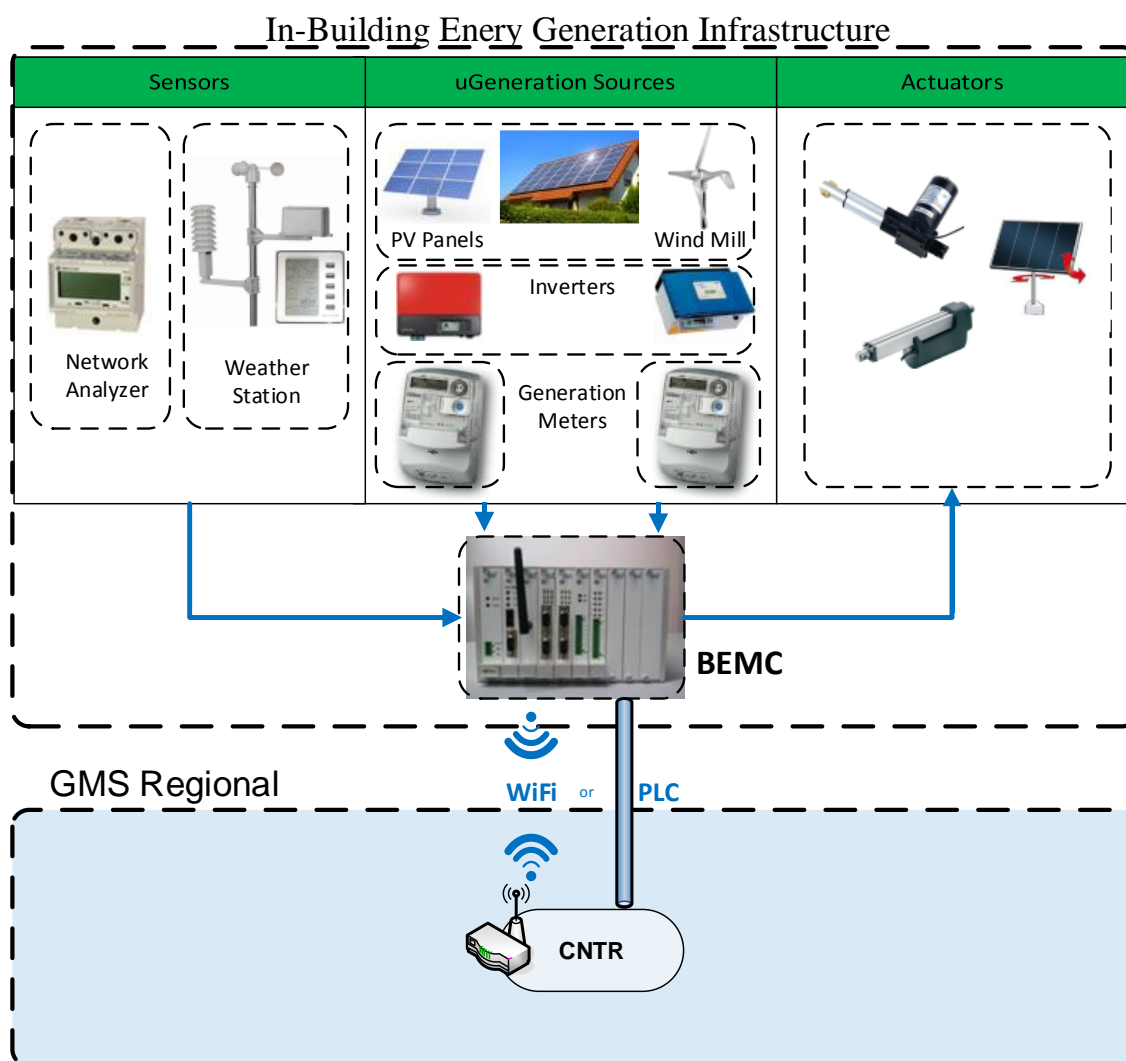 In-Building Enery Generation Infrastructure
Sensors
uGeneration Sources
Actuators
PV Panels
Wind Mill
Inverters
Network
Analyzer
Weather
Station
Generation
Meters
BEMC
GMS Regional
WiFi or PLC
CNTR